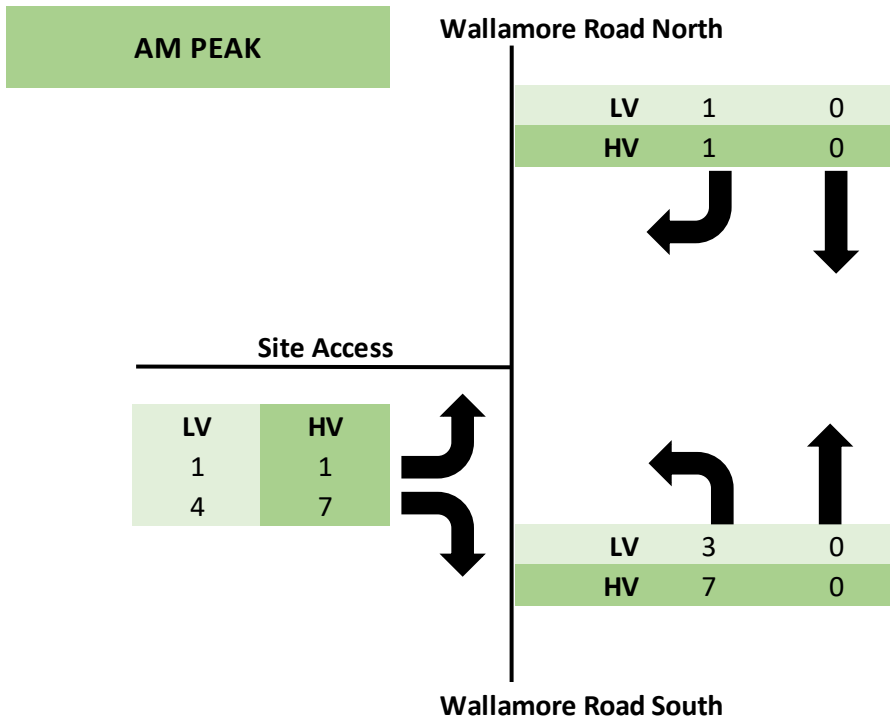 Wallamore Road North
AM PEAK
LV 1 0
HV 1 0
Site Access
LV HV
1 1
4 7
LV 3 0
HV 7 0
Wallamore Road South